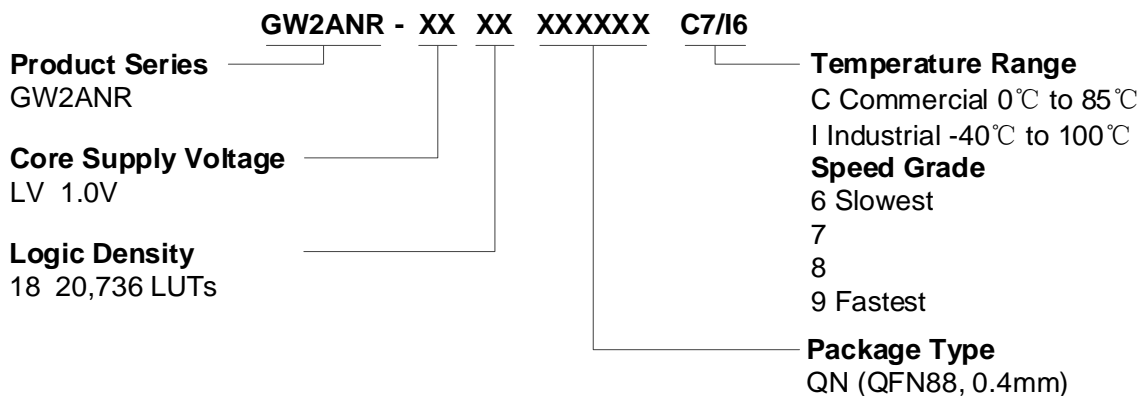 GW2ANR - XX XX XXXXXX C7/I6
Product Series
GW2ANR
Core Supply Voltage
LV 1.0V
Logic Density
18 20,736 LUTs
Temperature Range
C Commercial 0℃ to 85℃
I Industrial -40℃ to 100℃
Speed Grade
6 Slowest
7
8
9 Fastest
Package Type
QN (QFN88, 0.4mm)